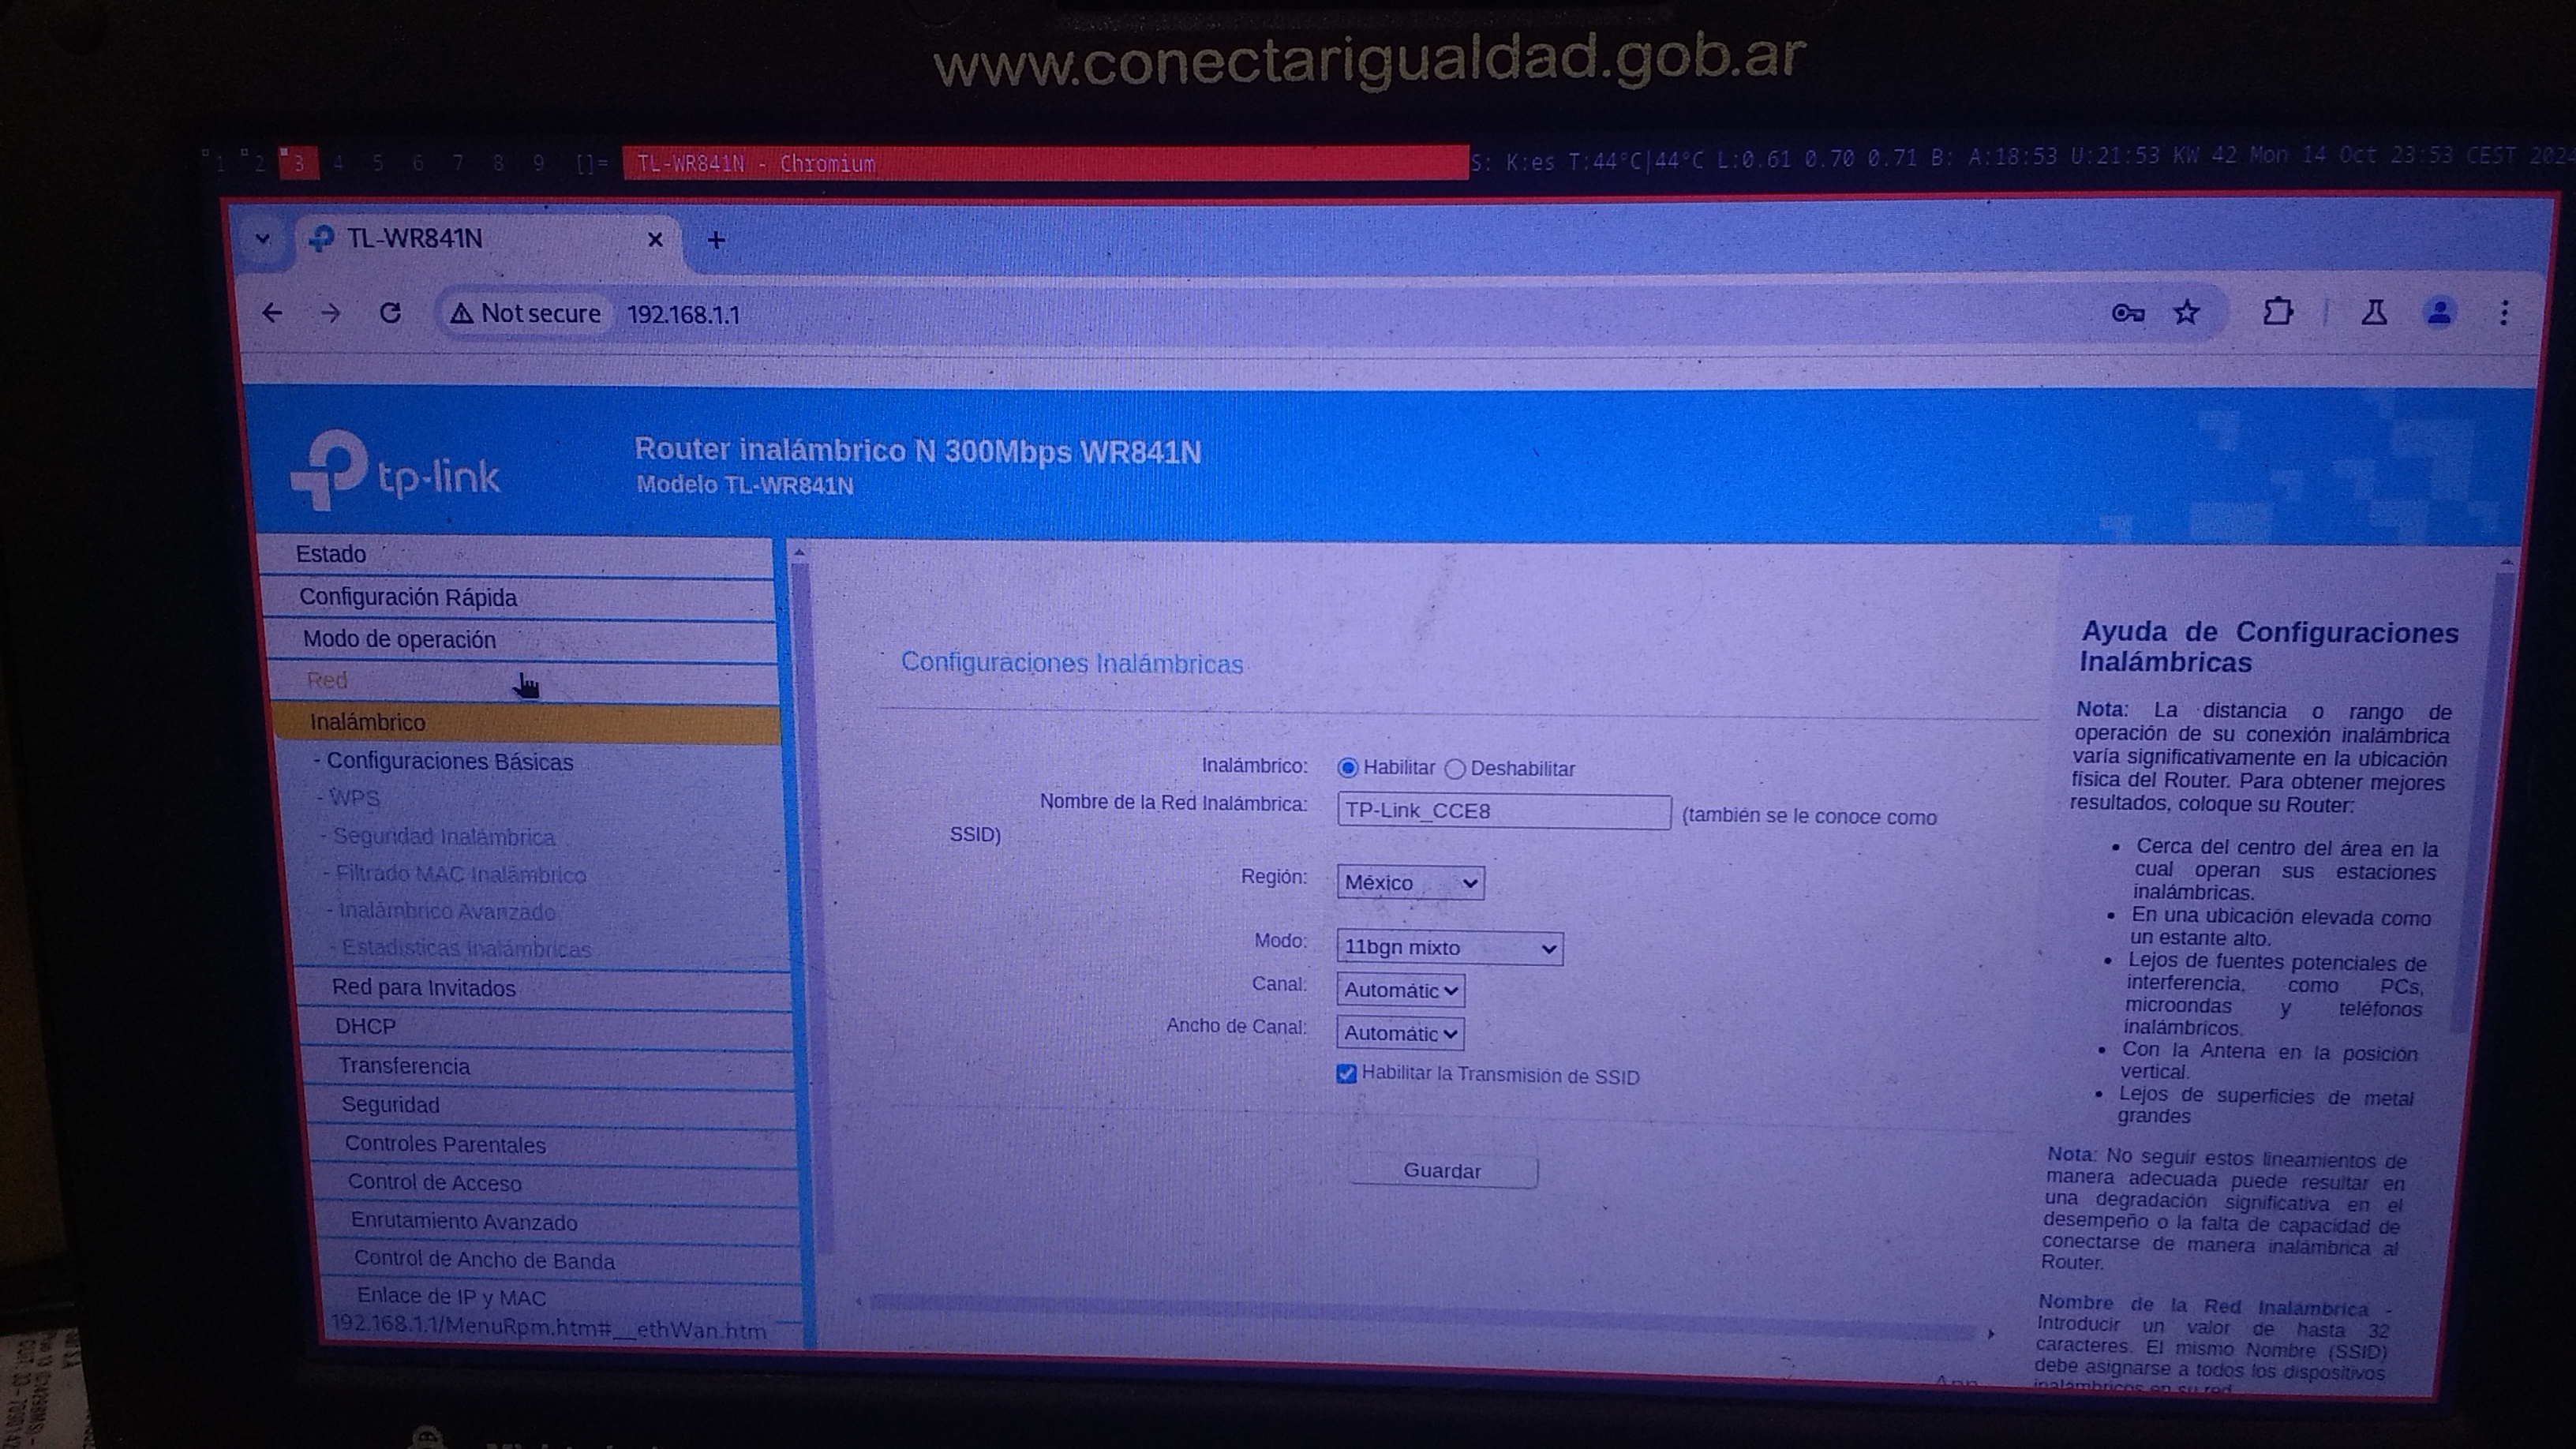 www.conectarigualdad.gob.ar
1 2 3 4 5 6 7 8 9 []= TL-WR841N - Chromium S: K:es T:44°C|44°C L:0.61 0.70 0.71 B: A:18:53 U:21:53 KW 42 Mon 14 Oct 23:53 CEST 2024
TL-WR841N
Not secure 192.168.1.1
tp-link
Router inalámbrico N 300Mbps WR841N
Modelo TL-WR841N
Estado
Configuración Rápida
Modo de operación
Red
Inalámbrico
- Configuraciones Básicas
- WPS
- Seguridad Inalámbrica
- Filtrado MAC Inalámbrico
- Inalámbrico Avanzado
- Estadísticas Inalámbricas
Red para Invitados
DHCP
Transferencia
Seguridad
Controles Parentales
Control de Acceso
Enrutamiento Avanzado
Control de Ancho de Banda
Enlace de IP y MAC
192.168.1.1/MenuRpm.htm#__ethWan.htm
Configuraciones Inalámbricas
Inalámbrico: Habilitar Deshabilitar
Nombre de la Red Inalámbrica: TP-Link_CCE8 (también se le conoce como
SSID)
Región: México
Modo: 11bgn mixto
Canal: Automátic
Ancho de Canal: Automátic
Habilitar la Transmisión de SSID
Guardar
Ayuda de Configuraciones
Inalámbricas
Nota: La distancia o rango de
operación de su conexión inalámbrica
varía significativamente en la ubicación
física del Router. Para obtener mejores
resultados, coloque su Router:
• Cerca del centro del área en la
cual operan sus estaciones
inalámbricas.
• En una ubicación elevada como
un estante alto.
• Lejos de fuentes potenciales de
interferencia, como PCs,
microondas y teléfonos
inalámbricos.
• Con la Antena en la posición
vertical.
• Lejos de superficies de metal
grandes
Nota: No seguir estos lineamientos de
manera adecuada puede resultar en
una degradación significativa en el
desempeño o la falta de capacidad de
conectarse de manera inalámbrica al
Router.
Nombre de la Red Inalámbrica -
Introducir un valor de hasta 32
caracteres. El mismo Nombre (SSID)
debe asignarse a todos los dispositivos
inalámbricos en su red